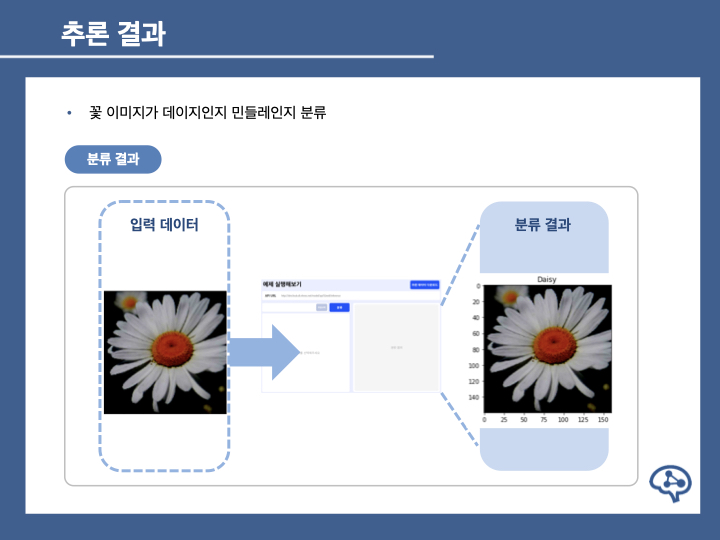 추론 결과
• 꽃 이미지가 데이지인지 민들레인지 분류
분류 결과
입력 데이터
예제 실행해보기
분류 결과
Daisy
0
20
40
60
80
100
120
140
0 25 50 75 100 125 150